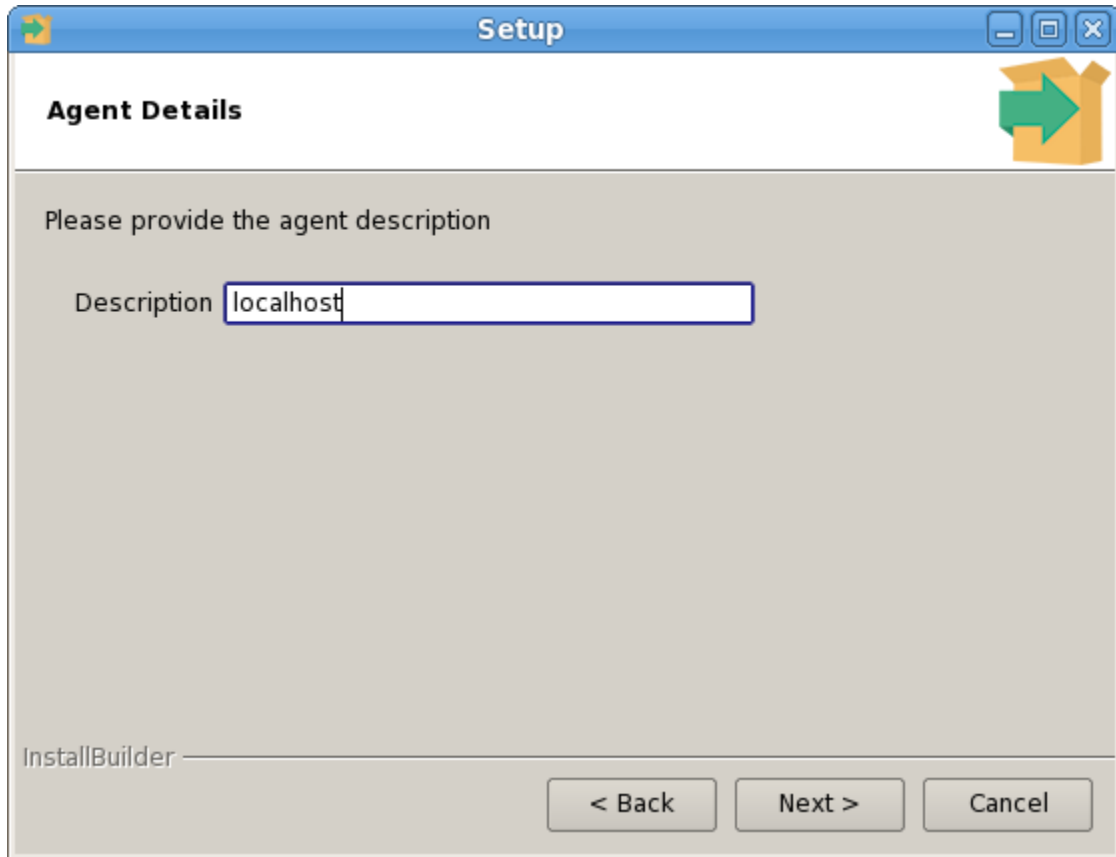 Setup
Agent Details
Please provide the agent description
Description localhost
InstallBuilder
< Back Next > Cancel